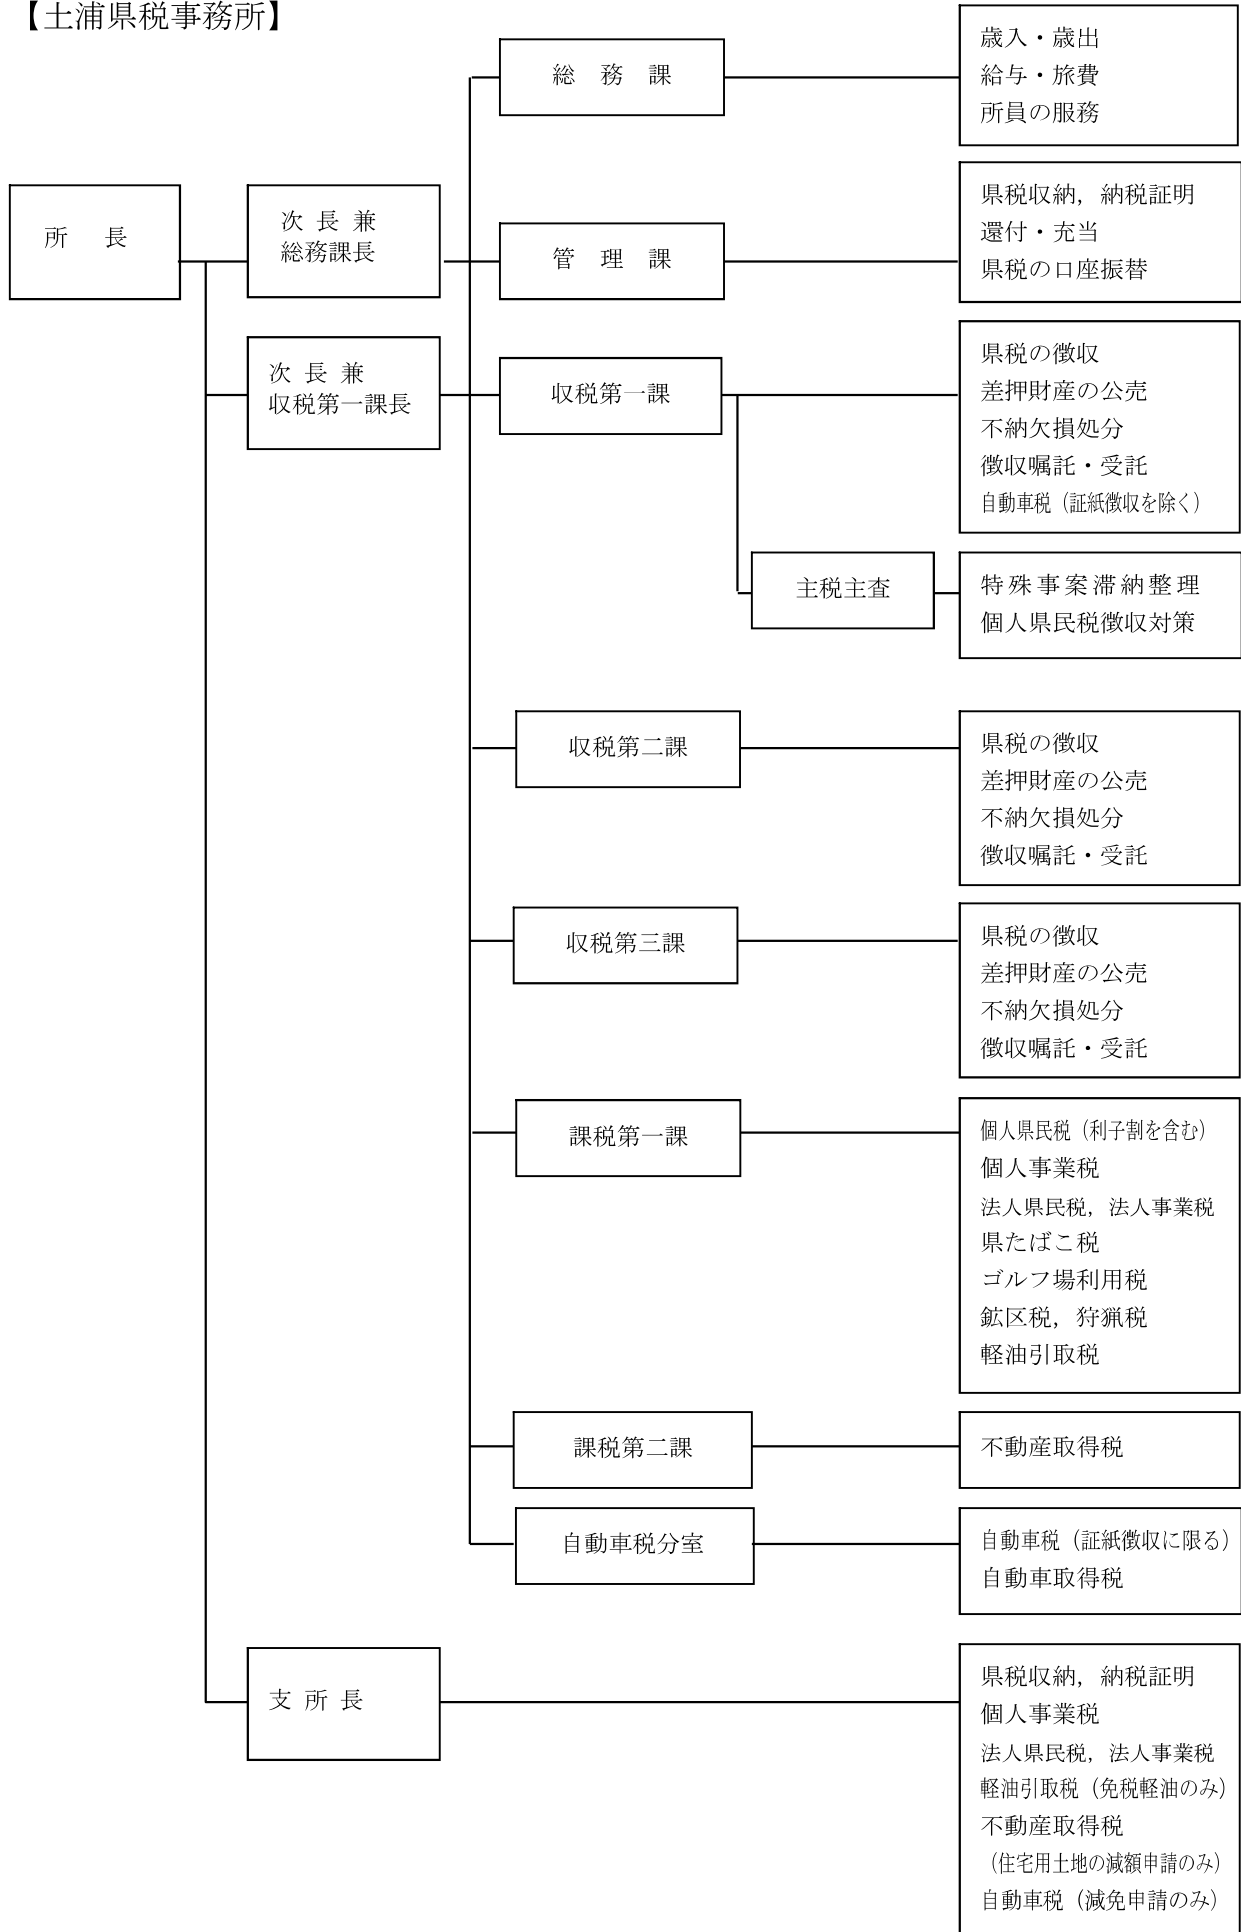 【土浦県税事務所】
所 長
次 長 兼
総務課長
次 長 兼
収税第一課長
総 務 課
歳入・歳出
給与・旅費
所員の服務
管 理 課
県税収納，納税証明
還付・充当
県税の口座振替
収税第一課
県税の徴収
差押財産の公売
不納欠損処分
徴収嘱託・受託
自動車税（証紙徴収を除く）
主税主査
特殊事案滞納整理
個人県民税徴収対策
収税第二課
県税の徴収
差押財産の公売
不納欠損処分
徴収嘱託・受託
収税第三課
県税の徴収
差押財産の公売
不納欠損処分
徴収嘱託・受託
課税第一課
個人県民税（利子割を含む）
個人事業税
法人県民税，法人事業税
県たばこ税
ゴルフ場利用税
鉱区税，狩猟税
軽油引取税
課税第二課
不動産取得税
自動車税分室
自動車税（証紙徴収に限る）
自動車取得税
支 所 長
県税収納，納税証明
個人事業税
法人県民税，法人事業税
軽油引取税（免税軽油のみ）
不動産取得税
（住宅用土地の減額申請のみ）
自動車税（減免申請のみ）